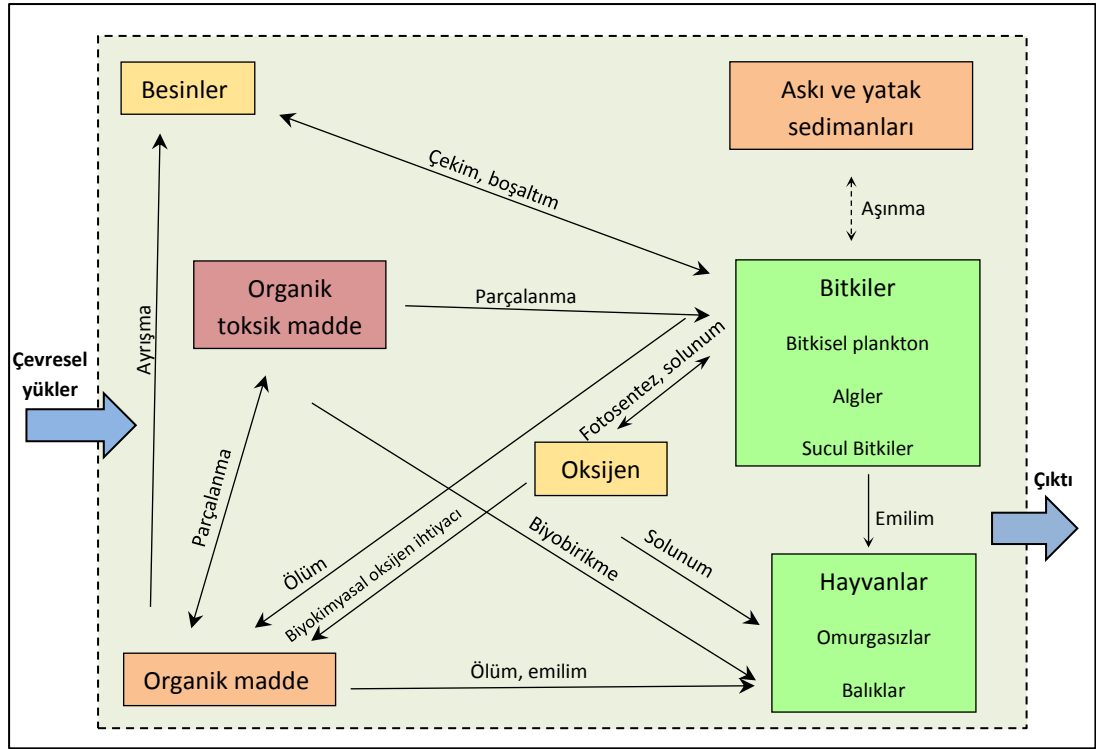 Besinler
Askı ve yatak
sedimanları
Çekim, boşaltım
Aşınma
Organik
toksik madde
Parçalanma
Bitkiler
Bitkisel plankton
Algler
Sucul Bitkiler
Ayrışma
Çevresel
yükler
Fotosentez, solunum
Oksijen
Parçalanma
Çıktı
Emilim
Ölüm
Biyokimyasal oksijen ihtiyacı
Biyobirikme
Solunum
Hayvanlar
Omurgasızlar
Balıklar
Organik madde
Ölüm, emilim